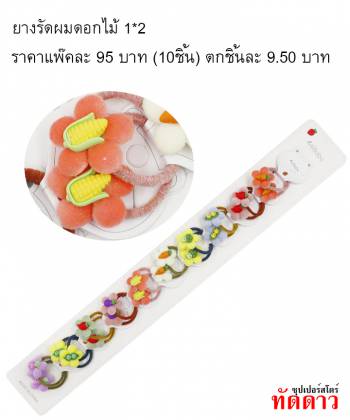 ยางรัดผมดอกไม้ 1*2
ราคาแพ๊คละ 95 บาท (10ชิ้น) ตกชิ้นละ 9.50 บาท
ซุปเปอร์สโตร์
ทัดดาว